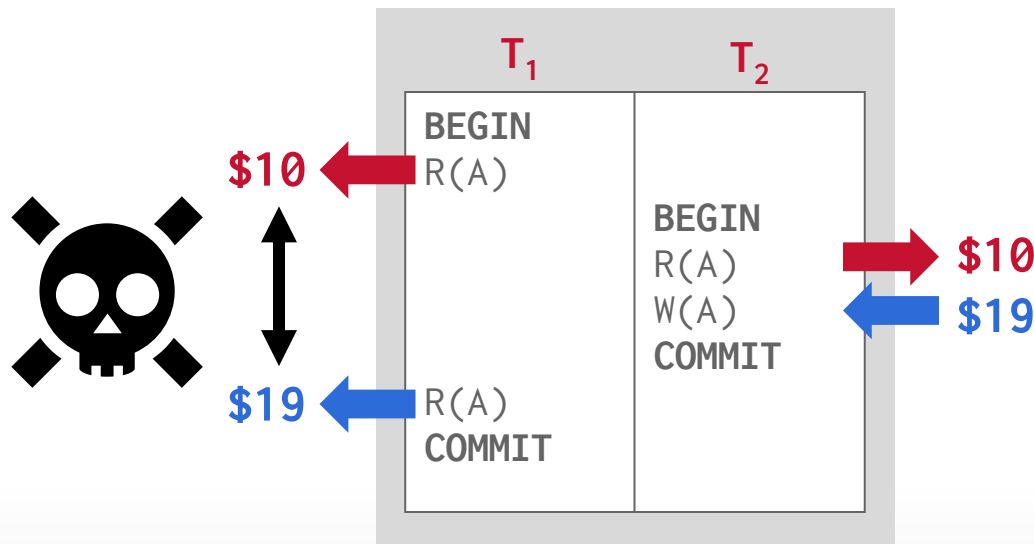 T₁ T₂
BEGIN
$10 R(A)
BEGIN
R(A) $10
W(A) $19
COMMIT
$19 R(A)
COMMIT